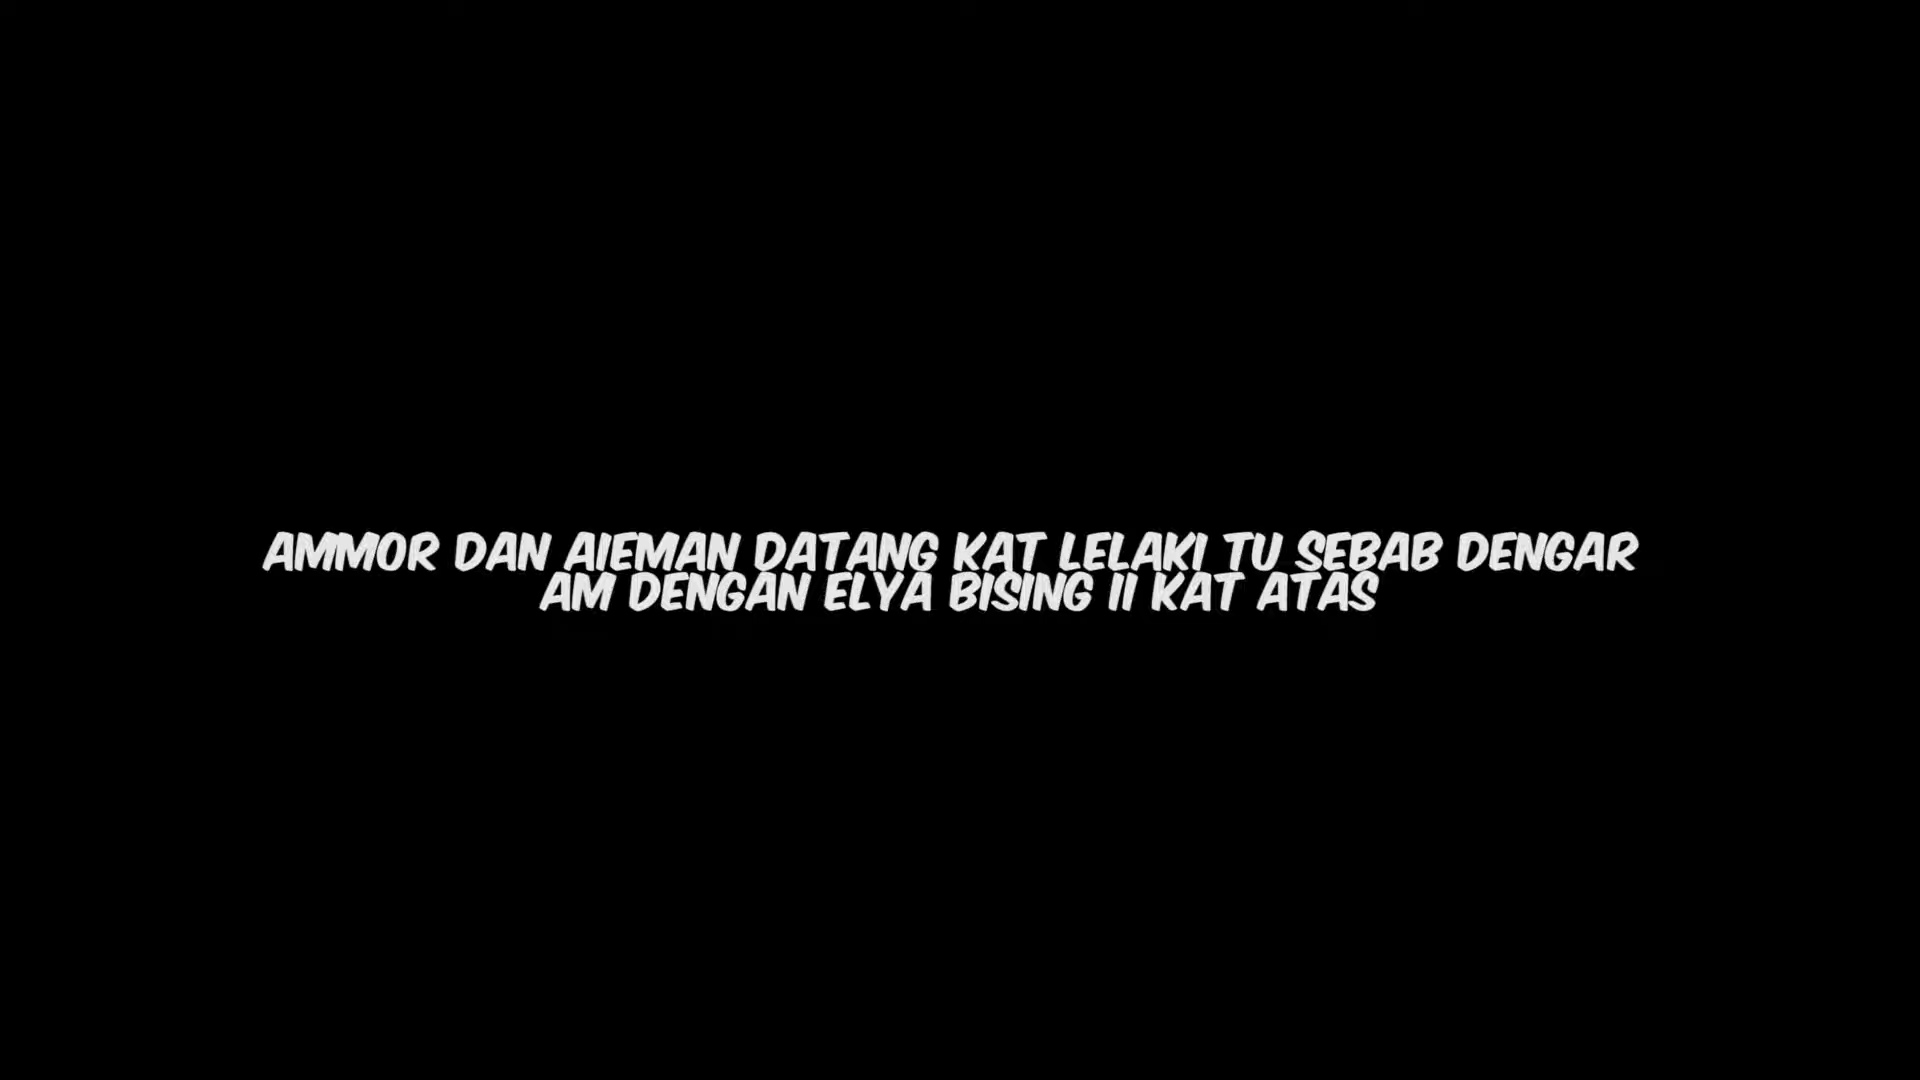 AMMOR DAN AIEMAN DATANG KAT LELAKI TU SEBAB DENGAR
AM DENGAN ELYA BISING II KAT ATAS